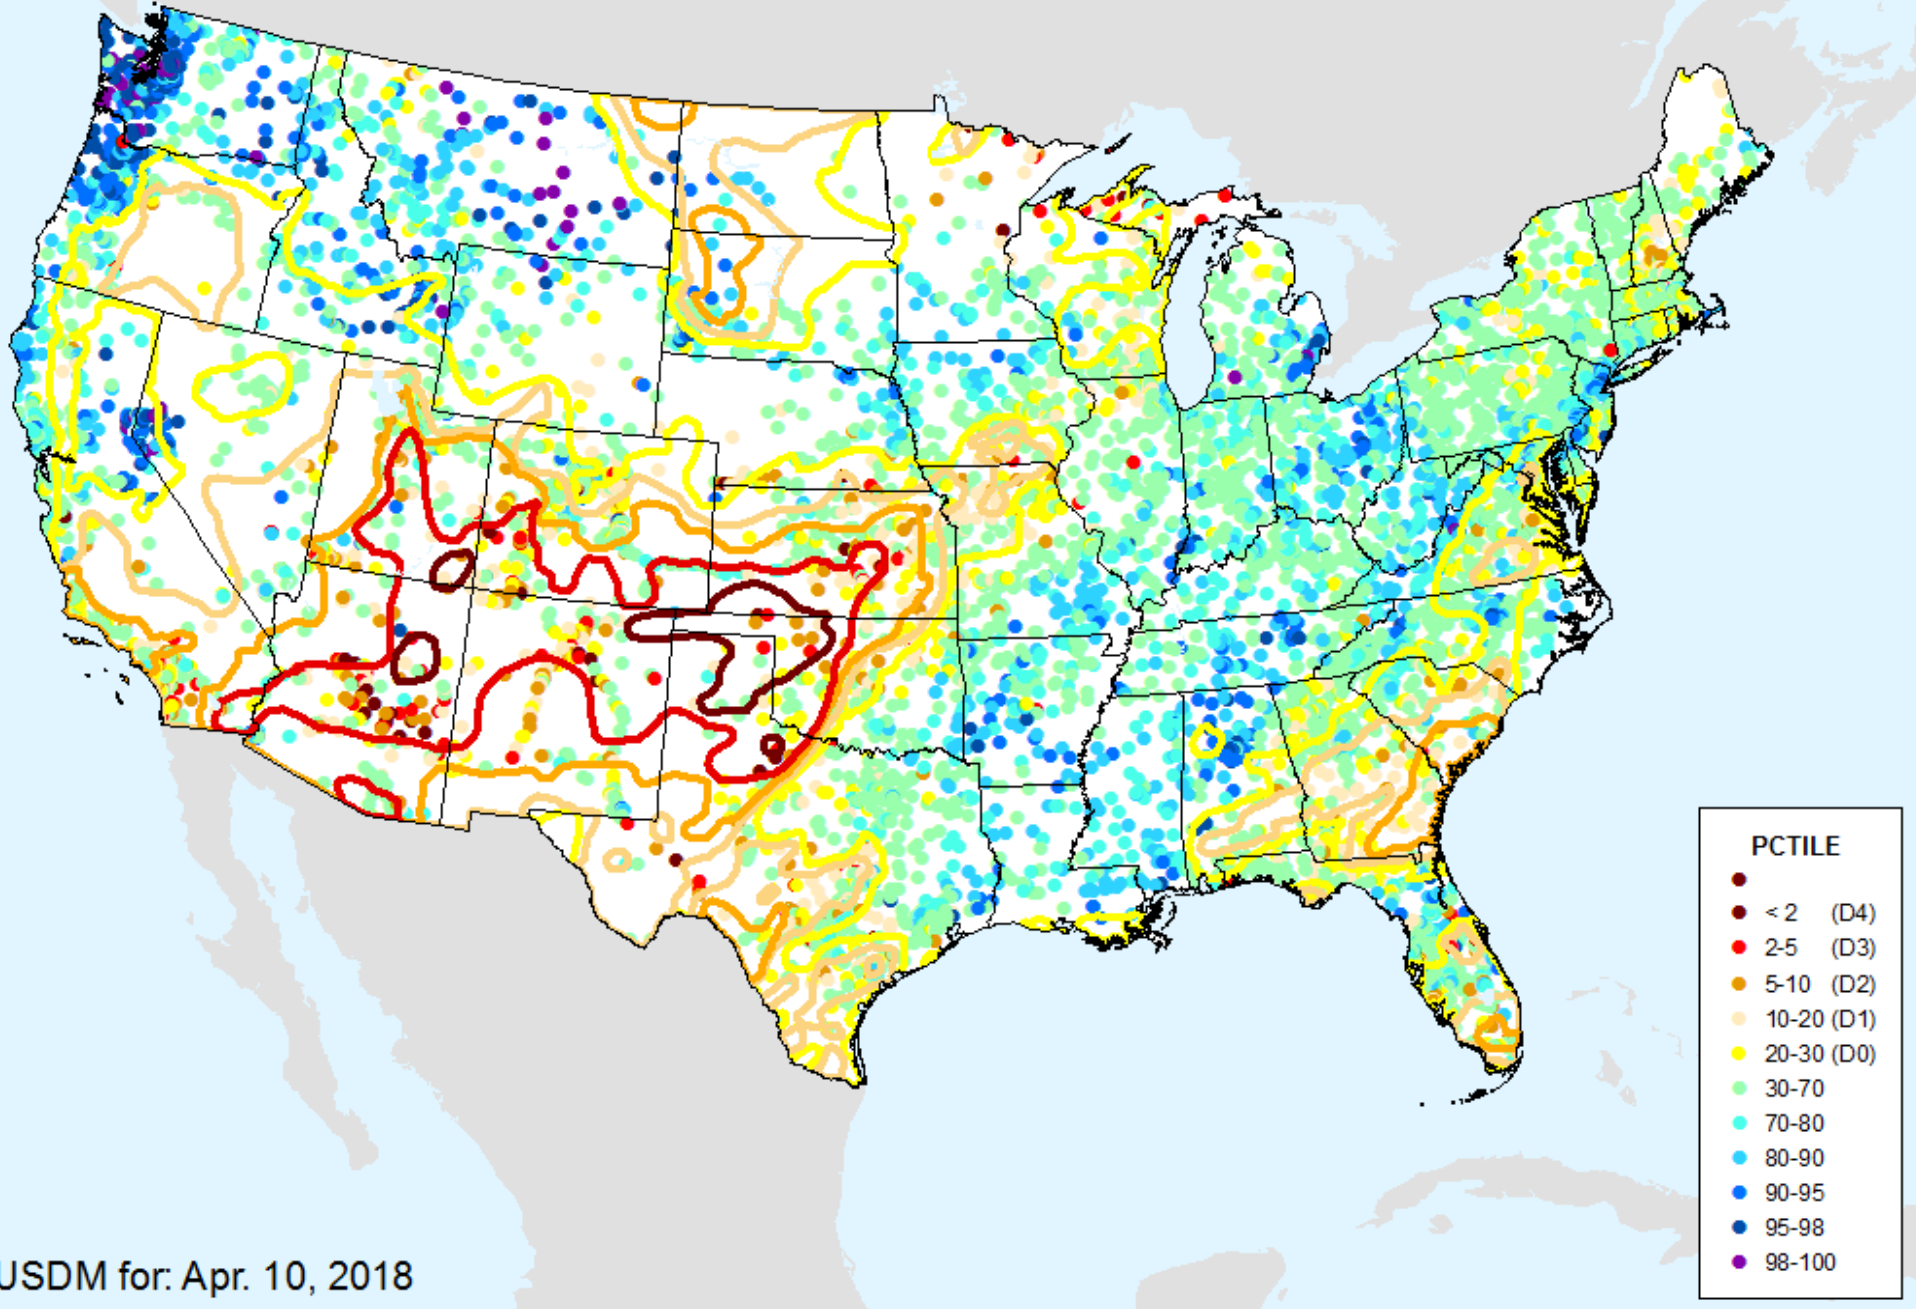 PCTILE
< 2 (D4)
2-5 (D3)
5-10 (D2)
10-20 (D1)
20-30 (D0)
30-70
70-80
80-90
90-95
95-98
98-100
USDM for: Apr. 10, 2018